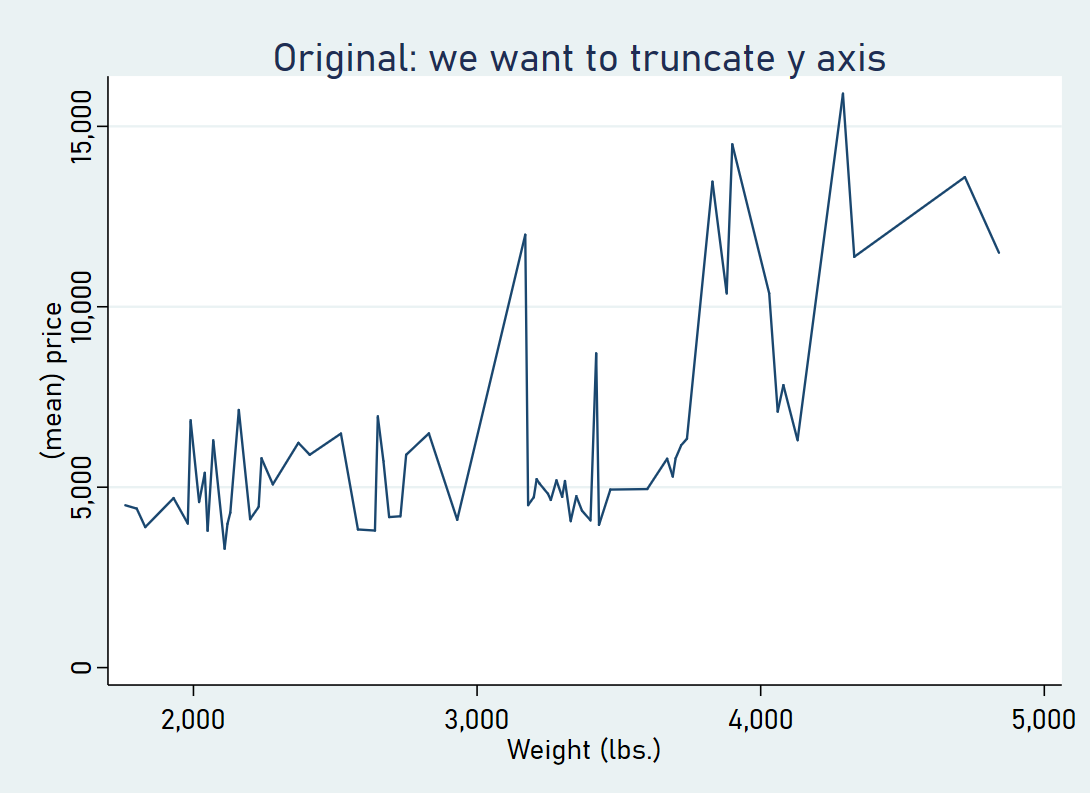 Original: we want to truncate y axis
15,000
10,000
5,000
0
(mean) price
2,000
3,000
4,000
5,000
Weight (lbs.)